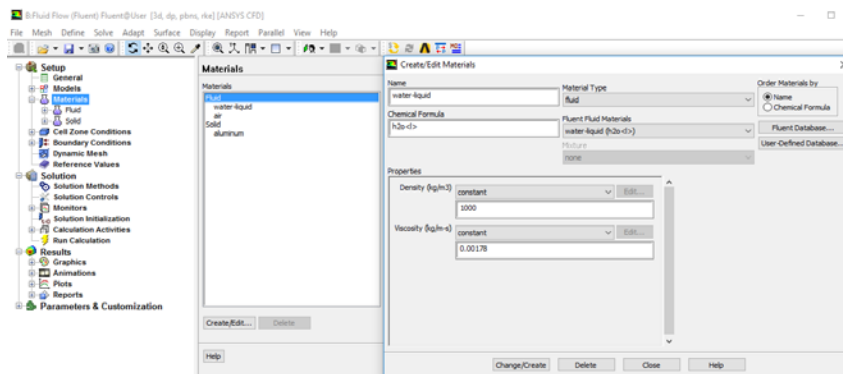 B:Fluid Flow (Fluent) Fluent@User [3d, dp, pbns, rke] [ANSYS CFD]
File Mesh Define Solve Adapt Surface Display Report Parallel View Help
Setup
General
Models
Materials
Fluid
Solid
Cell Zone Conditions
Boundary Conditions
Dynamic Mesh
Reference Values
Solution
Solution Methods
Solution Controls
Monitors
Solution Initialization
Calculation Activities
Run Calculation
Results
Graphics
Animations
Plots
Reports
Parameters & Customization
Materials
Materials
Fluid
water-liquid
air
Solid
aluminum
Create/Edit... Delete
Help
Create/Edit Materials
Name
water-liquid
Chemical Formula
h2o<l>
Material Type
fluid
Fluent Fluid Materials
water-liquid (h2o<l>)
Mixture
none
Order Materials by
Name
Chemical Formula
Fluent Database...
User-Defined Database...
Properties
Density (kg/m3) constant Edit...
1000
Viscosity (kg/m-s) constant Edit...
0.00178
Change/Create Delete Close Help